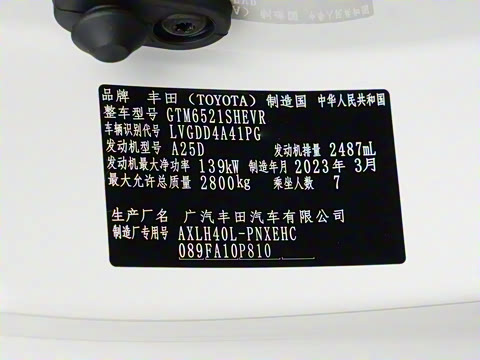 品牌 丰田(TOYOTA) 制造国 中华人民共和国
整车型号 GTM6521SHEVR
车辆识别代号 LVGDD4A41PG
发动机型号 A25D 发动机排量 2487mL
发动机最大净功率 139kW 制造年月 2023年 3月
最大允许总质量 2800kg 乘坐人数 7
生产厂名 广汽丰田汽车有限公司
制造厂专用号 AXLH40L-PNXEHC
089FA10P810